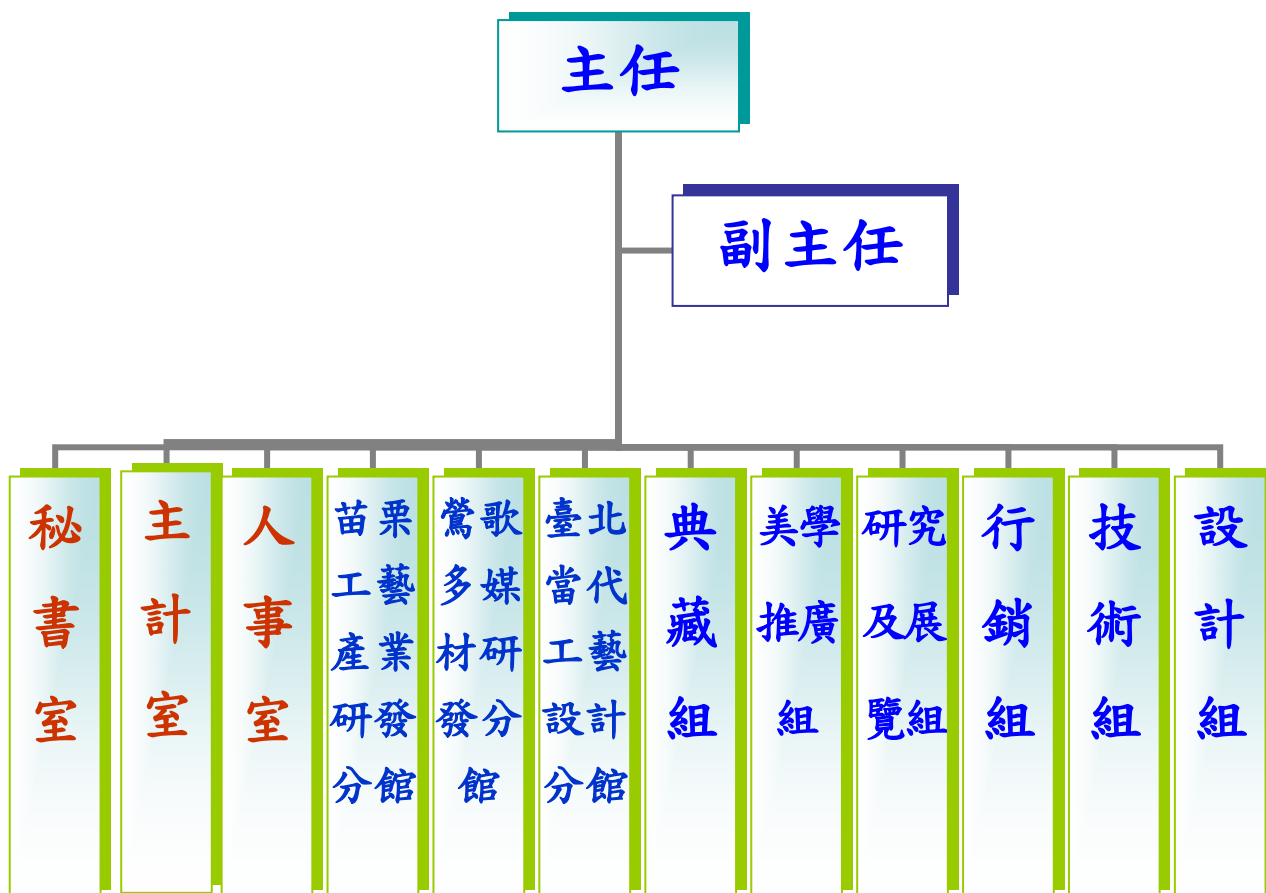 主任
副主任
秘書室
主計室
人事室
苗栗
工藝
產業
研發
分館
鶯歌
多媒
材研
發分
館
臺北
當代
工藝
設計
分館
典藏組
美學
推廣
組
研究
及展
覽組
行銷組
技術組
設計組